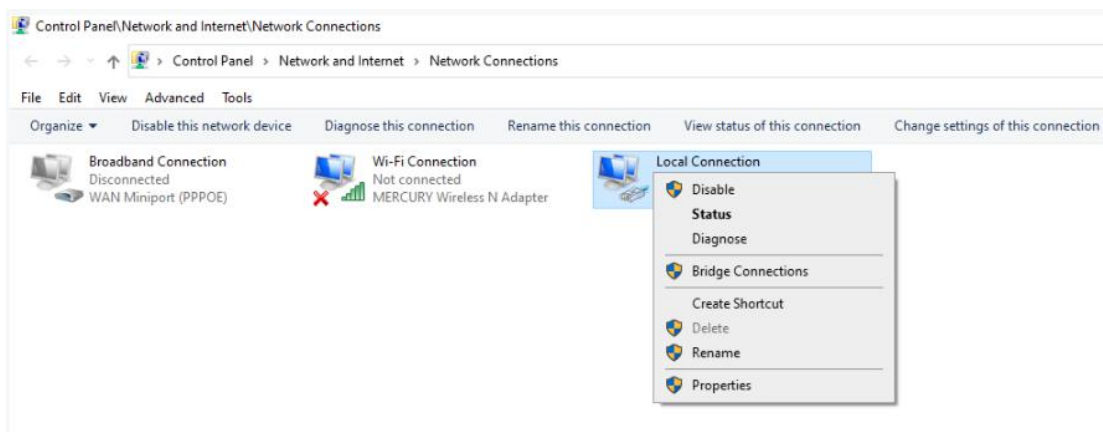 Control Panel\Network and Internet\Network Connections
Control Panel > Network and Internet > Network Connections
File Edit View Advanced Tools
Organize Disable this network device Diagnose this connection Rename this connection View status of this connection Change settings of this connection
Broadband Connection
Disconnected
WAN Miniport (PPPOE)
Wi-Fi Connection
Not connected
MERCURY Wireless N Adapter
Local Connection
Disable
Status
Diagnose
Bridge Connections
Create Shortcut
Delete
Rename
Properties